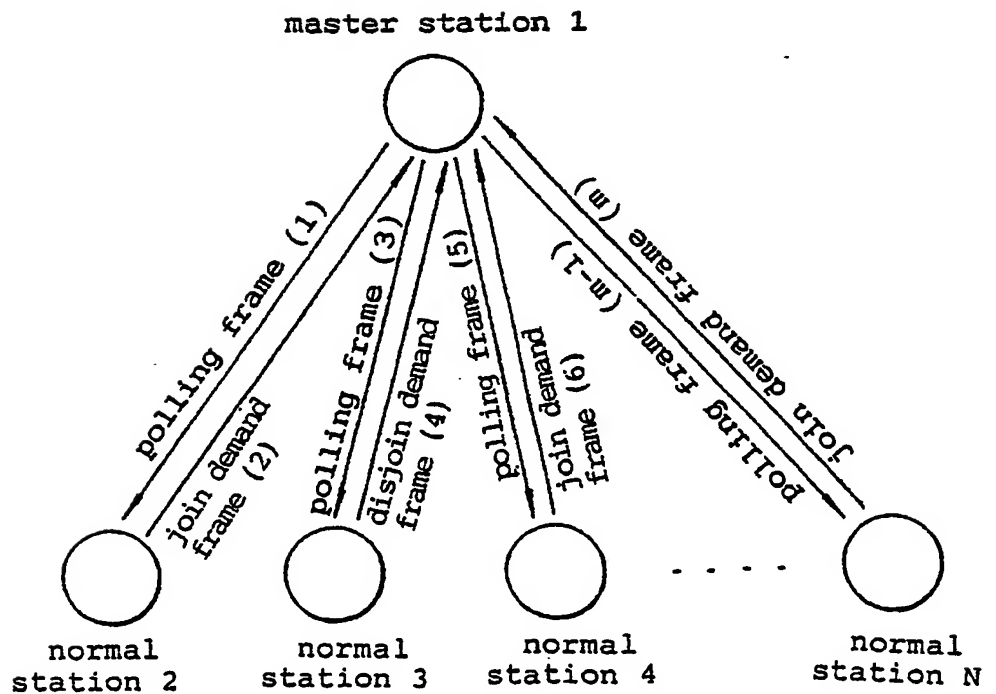 master station 1
polling frame (1)
join demand
frame (2)
polling frame (3)
disjoin demand
frame (4)
polling frame (5)
join demand
frame (6)
polling frame (m-1)
join demand frame (m)
normal
station 2
normal
station 3
normal
station 4
normal
station N